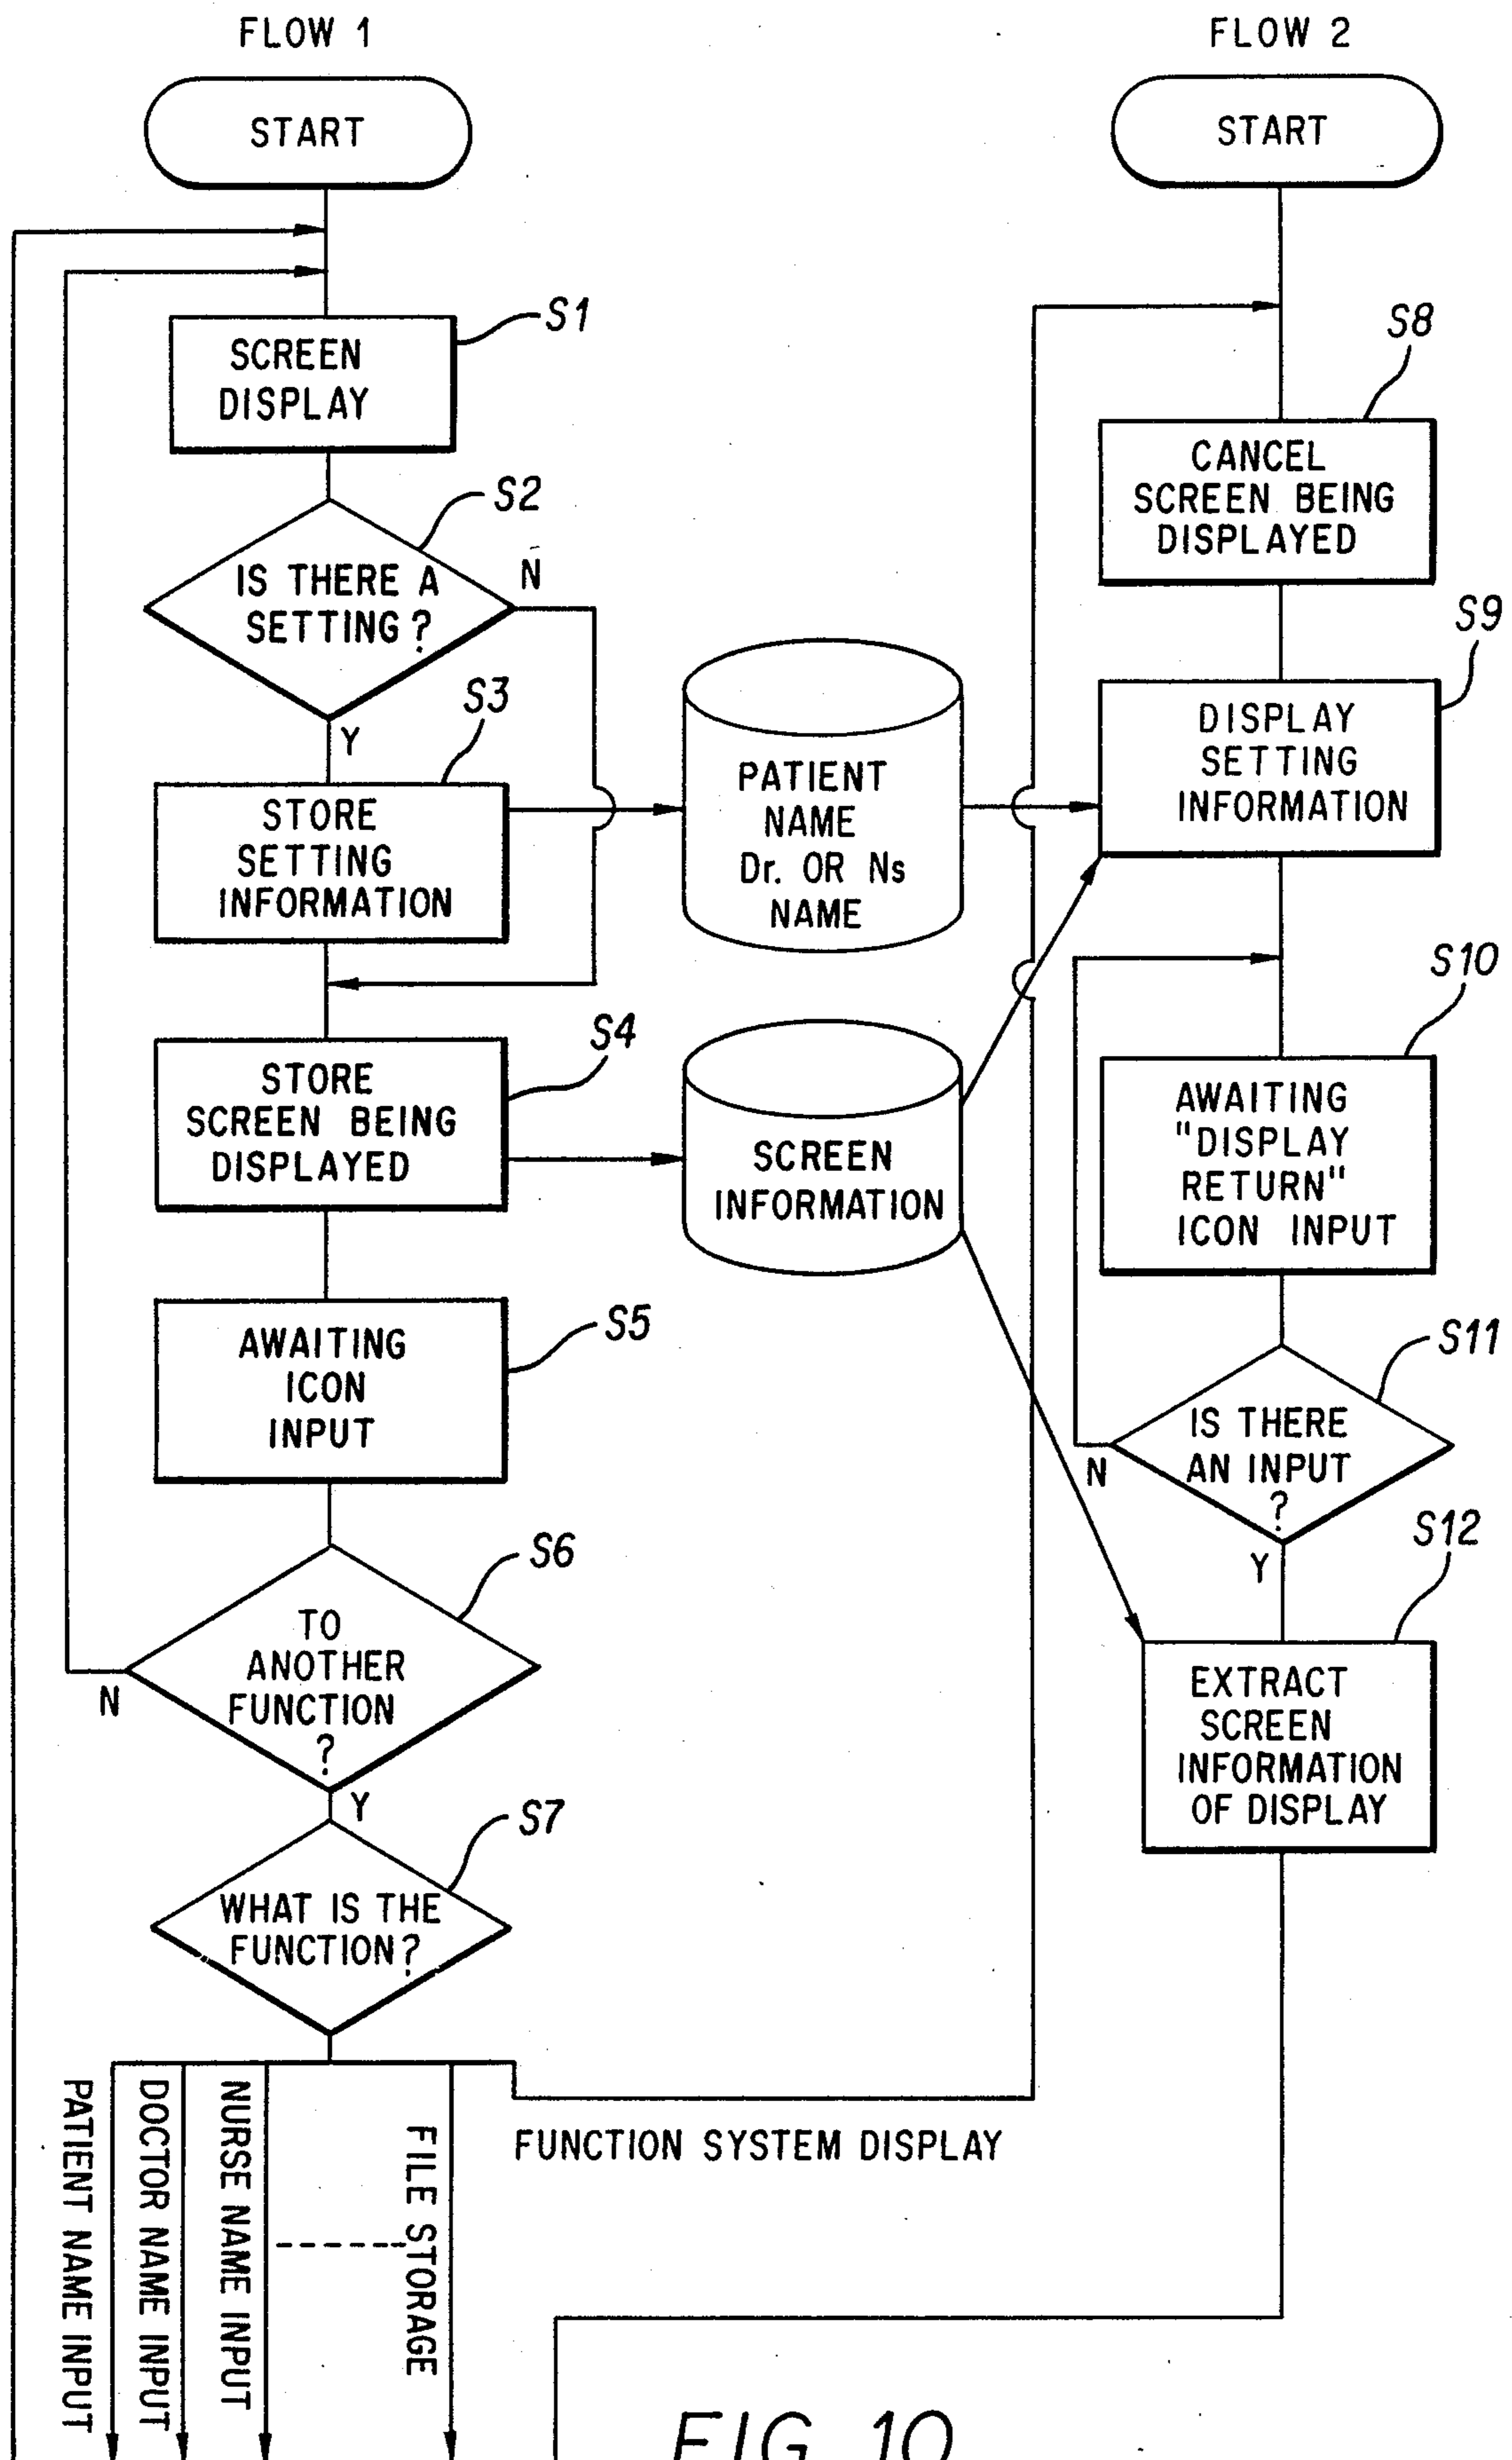 FLOW 1
START
S1
SCREEN
DISPLAY
S2
IS THERE A
SETTING?
N
Y
S3
STORE
SETTING
INFORMATION
S4
STORE
SCREEN BEING
DISPLAYED
S5
AWAITING
ICON
INPUT
S6
TO
ANOTHER
FUNCTION
?
N
Y
S7
WHAT IS THE
FUNCTION?
PATIENT NAME INPUT
DOCTOR NAME INPUT
NURSE NAME INPUT
FILE STORAGE
FUNCTION SYSTEM DISPLAY
PATIENT
NAME
Dr. OR Ns
NAME
SCREEN
INFORMATION
FLOW 2
START
S8
CANCEL
SCREEN BEING
DISPLAYED
S9
DISPLAY
SETTING
INFORMATION
S10
AWAITING
"DISPLAY
RETURN"
ICON INPUT
S11
IS THERE
AN INPUT
?
N
Y
S12
EXTRACT
SCREEN
INFORMATION
OF DISPLAY
FIG. 10